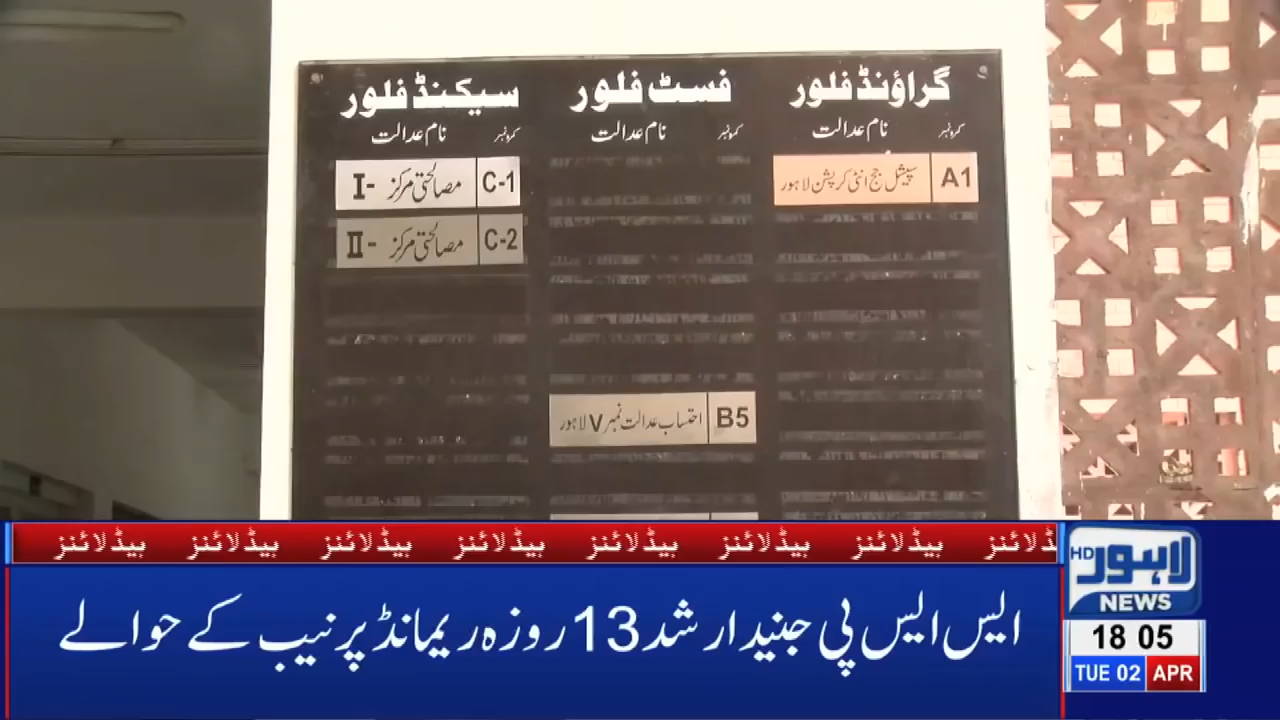 گراؤنڈ فلور
کمرہ نمبر نام عدالت
A1 سپیشل جج انٹی کرپشن لاہور
فسٹ فلور
کمرہ نمبر نام عدالت
B5 احتساب عدالت نمبر V لاہور
سیکنڈ فلور
کمرہ نمبر نام عدالت
C-1 مصالحتی مرکز -I
C-2 مصالحتی مرکز -II
ہیڈلائنز ہیڈلائنز ہیڈلائنز ہیڈلائنز ہیڈلائنز ہیڈلائنز ہیڈلائنز
ایس ایس پی جنید ارشد 13 روزہ ریمانڈ پر نیب کے حوالے
لاہور HD
NEWS
18 05
TUE 02 APR